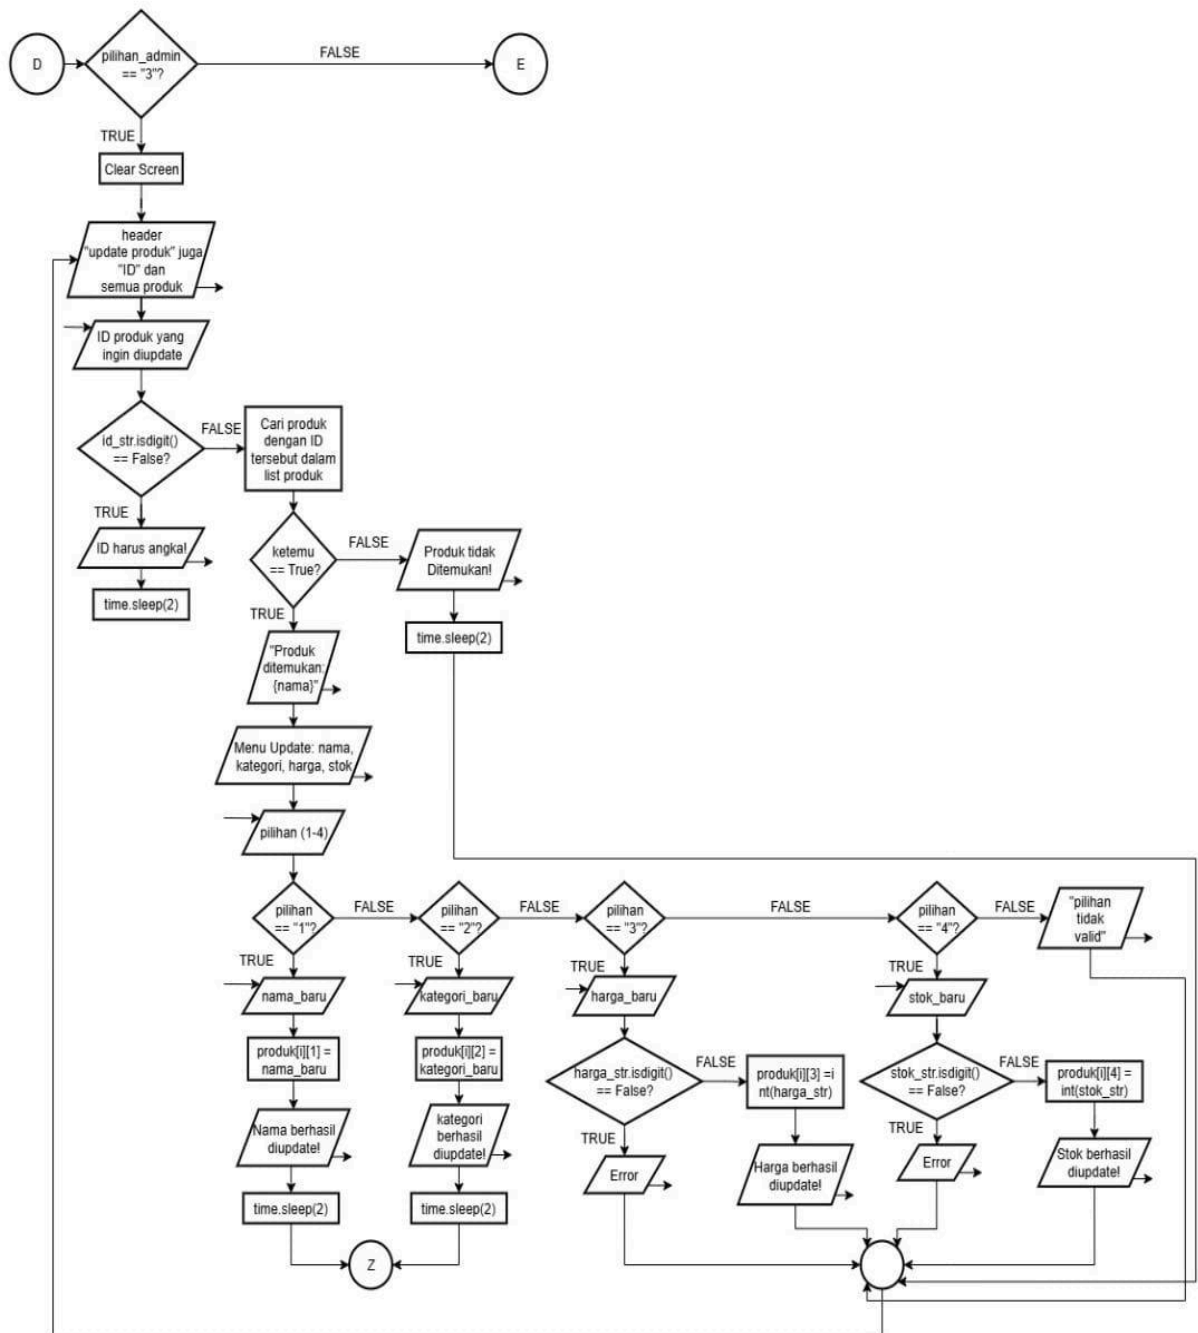 D
pilihan_admin
== "3"?
FALSE
E
TRUE
Clear Screen
header
"update produk" juga
"ID" dan
semua produk
ID produk yang
ingin diupdate
id_str.isdigit()
== False?
FALSE
Cari produk
dengan ID
tersebut dalam
list produk
TRUE
ID harus angka!
time.sleep(2)
ketemu
== True?
FALSE
Produk tidak
Ditemukan!
time.sleep(2)
TRUE
"Produk
ditemukan:
{nama}"
Menu Update: nama,
kategori, harga, stok
pilihan (1-4)
pilihan
== "1"?
FALSE
pilihan
== "2"?
FALSE
pilihan
== "3"?
FALSE
pilihan
== "4"?
FALSE
"pilihan
tidak
valid"
TRUE
nama_baru
produk[i][1] =
nama_baru
Nama berhasil
diupdate!
time.sleep(2)
TRUE
kategori_baru
produk[i][2] =
kategori_baru
kategori
berhasil
diupdate!
time.sleep(2)
Z
TRUE
harga_baru
harga_str.isdigit()
== False?
FALSE
produk[i][3] =i
nt(harga_str)
TRUE
Error
Harga berhasil
diupdate!
TRUE
stok_baru
stok_str.isdigit()
== False?
FALSE
produk[i][4] =
int(stok_str)
TRUE
Error
Stok berhasil
diupdate!